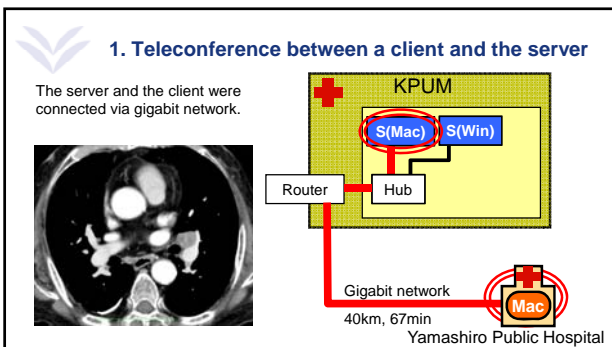 1. Teleconference between a client and the server
The server and the client were
connected via gigabit network.
KPUM
S(Mac)
S(Win)
Router
Hub
Gigabit network
40km, 67min
Mac
Yamashiro Public Hospital